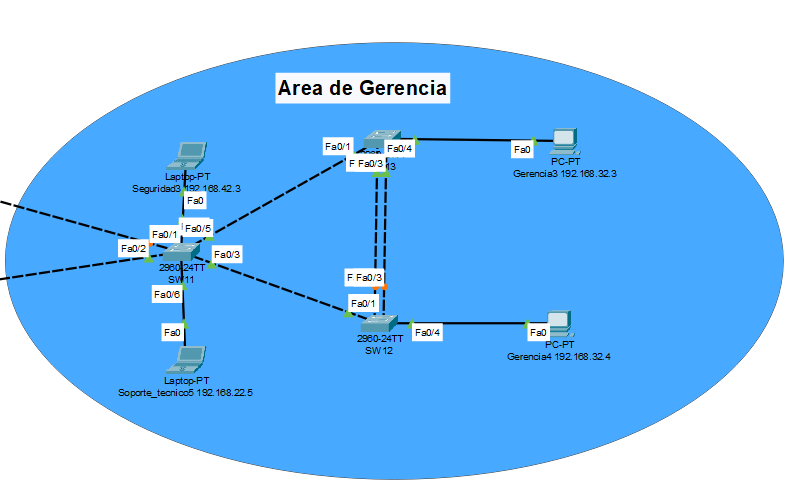 Area de Gerencia
Fa0/1
Fa0/4
F Fa0/3
13
Fa0
PC-PT
Gerencia3 192.168.32.3
Laptop-PT
Seguridad3 192.168.42.3
Fa0
Fa0/1
Fa0/5
Fa0/2
Fa0/3
2960-24TT
SW11
Fa0/6
F Fa0/3
Fa0/1
Fa0
Fa0/4
Fa0
2960-24TT
SW12
PC-PT
Gerencia4 192.168.32.4
Laptop-PT
Soporte_tecnico5 192.168.22.5